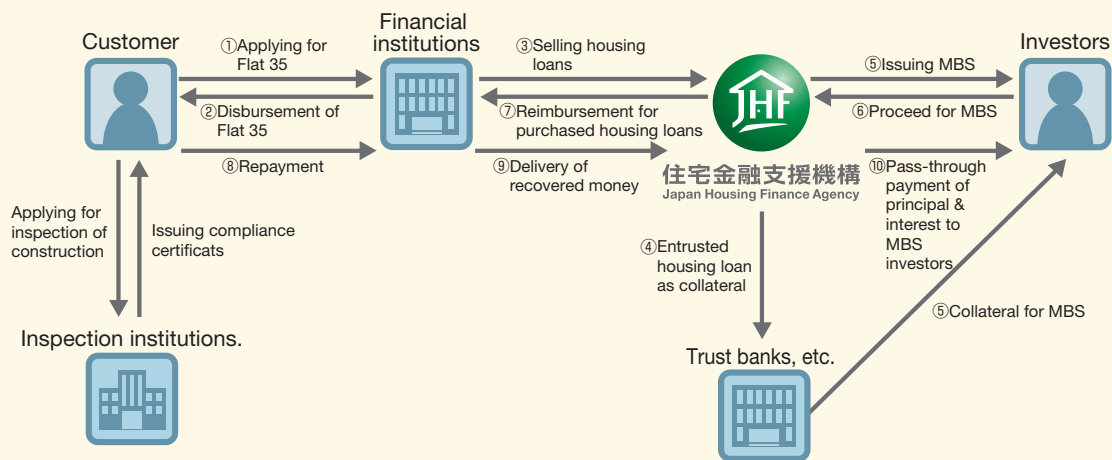 Customer
Financial
institutions
Investors
①Applying for
Flat 35
③Selling housing
loans
⑤Issuing MBS
②Disbursement of
Flat 35
⑦Reimbursement for
purchased housing loans
JHF
⑥Proceed for MBS
⑧Repayment
⑨Delivery of
recovered money
住宅金融支援機構
Japan Housing Finance Agency
⑩Pass-through
payment of
principal &
interest to
MBS
investors
Applying for
inspection of
construction
Issuing compliance
certificats
④Entrusted
housing loan
as collateral
⑤Collateral for MBS
Inspection institutions.
Trust banks, etc.